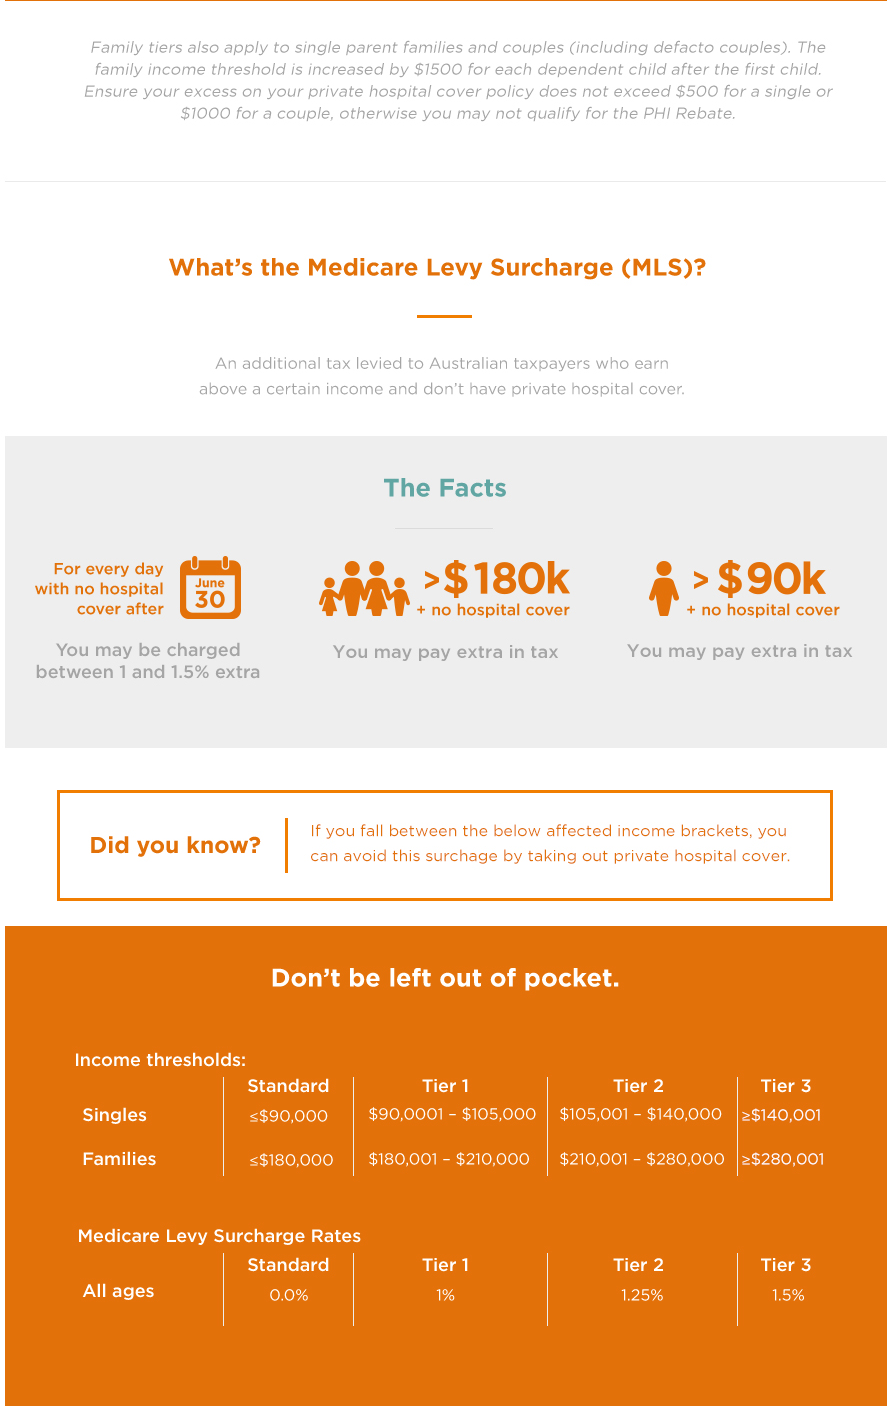 Family tiers also apply to single parent families and couples (including defacto couples). The
family income threshold is increased by $1500 for each dependent child after the first child.
Ensure your excess on your private hospital cover policy does not exceed $500 for a single or
$1000 for a couple, otherwise you may not qualify for the PHI Rebate.
What's the Medicare Levy Surcharge (MLS)?
An additional tax levied to Australian taxpayers who earn
above a certain income and don't have private hospital cover.
The Facts
For every day
with no hospital
cover after
June
30
You may be charged
between 1 and 1.5% extra
>$180k
+ no hospital cover
You may pay extra in tax
> $90k
+ no hospital cover
You may pay extra in tax
Did you know?
If you fall between the below affected income brackets, you
can avoid this surchage by taking out private hospital cover.
Don't be left out of pocket.
Income thresholds:
Standard Tier 1 Tier 2 Tier 3
Singles ≤$90,000 $90,0001 – $105,000 $105,001 – $140,000 ≥$140,001
Families ≤$180,000 $180,001 – $210,000 $210,001 – $280,000 ≥$280,001
Medicare Levy Surcharge Rates
Standard Tier 1 Tier 2 Tier 3
All ages 0.0% 1% 1.25% 1.5%